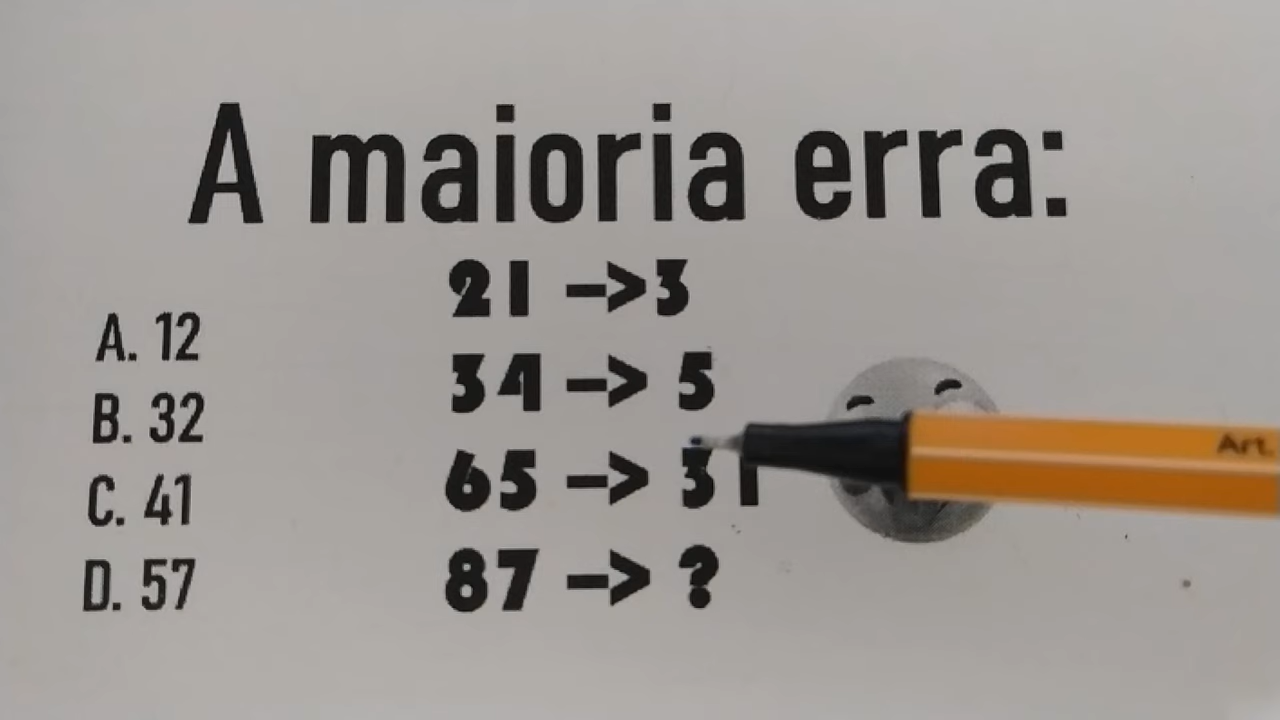 A maioria erra:
21 –>3
34 –> 5
65 –> 31
87 –> ?
A. 12
B. 32
C. 41
D. 57
Art.